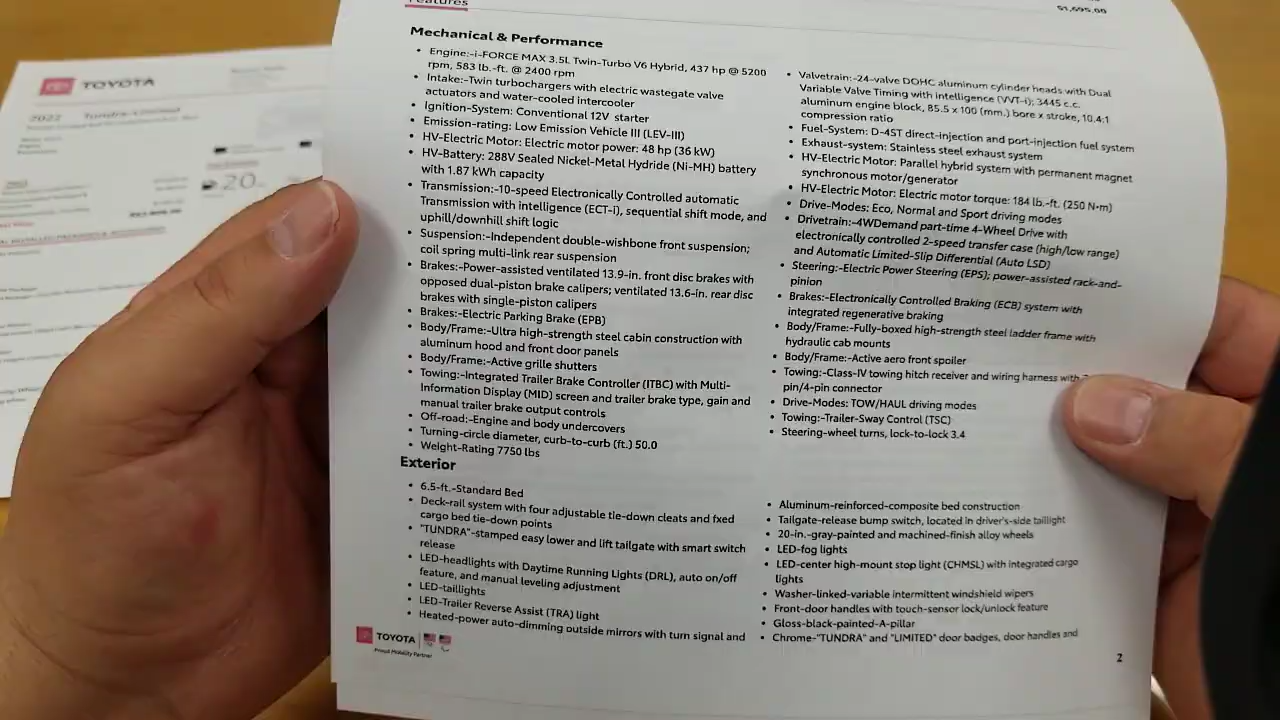 Features
$1,695.00
Mechanical & Performance
• Engine:-i-FORCE MAX 3.5L Twin-Turbo V6 Hybrid, 437 hp @ 5200
rpm, 583 lb.-ft. @ 2400 rpm
• Intake:-Twin turbochargers with electric wastegate valve
actuators and water-cooled intercooler
• Ignition-System: Conventional 12V starter
• Emission-rating: Low Emission Vehicle III (LEV-III)
• HV-Electric Motor: Electric motor power: 48 hp (36 kW)
• HV-Battery: 288V Sealed Nickel-Metal Hydride (Ni-MH) battery
with 1.87 kWh capacity
• Transmission:-10-speed Electronically Controlled automatic
Transmission with intelligence (ECT-i), sequential shift mode, and
uphill/downhill shift logic
• Suspension:-Independent double-wishbone front suspension;
coil spring multi-link rear suspension
• Brakes:-Power-assisted ventilated 13.9-in. front disc brakes with
opposed dual-piston brake calipers; ventilated 13.6-in. rear disc
brakes with single-piston calipers
• Brakes:-Electric Parking Brake (EPB)
• Body/Frame:-Ultra high-strength steel cabin construction with
aluminum hood and front door panels
• Body/Frame:-Active grille shutters
• Towing:-Integrated Trailer Brake Controller (ITBC) with Multi-
Information Display (MID) screen and trailer brake type, gain and
manual trailer brake output controls
• Off-road:-Engine and body undercovers
• Turning-circle diameter, curb-to-curb (ft.) 50.0
• Weight-Rating 7750 lbs
• Valvetrain:-24-valve DOHC aluminum cylinder heads with Dual
Variable Valve Timing with intelligence (VVT-i); 3445 c.c.
aluminum engine block, 85.5 x 100 (mm.) bore x stroke, 10.4:1
compression ratio
• Fuel-System: D-4ST direct-injection and port-injection fuel system
• Exhaust-system: Stainless steel exhaust system
• HV-Electric Motor: Parallel hybrid system with permanent magnet
synchronous motor/generator
• HV-Electric Motor: Electric motor torque: 184 lb.-ft. (250 N•m)
• Drive-Modes: Eco, Normal and Sport driving modes
• Drivetrain:-4WDemand part-time 4-Wheel Drive with
electronically controlled 2-speed transfer case (high/low range)
and Automatic Limited-Slip Differential (Auto LSD)
• Steering:-Electric Power Steering (EPS); power-assisted rack-and-
pinion
• Brakes:-Electronically Controlled Braking (ECB) system with
integrated regenerative braking
• Body/Frame:-Fully-boxed high-strength steel ladder frame with
hydraulic cab mounts
• Body/Frame:-Active aero front spoiler
• Towing:-Class-IV towing hitch receiver and wiring harness with
pin/4-pin connector
• Drive-Modes: TOW/HAUL driving modes
• Towing:-Trailer-Sway Control (TSC)
• Steering-wheel turns, lock-to-lock 3.4
Exterior
• 6.5-ft.-Standard Bed
• Deck-rail system with four adjustable tie-down cleats and fxed
cargo bed tie-down points
• "TUNDRA"-stamped easy lower and lift tailgate with smart switch
release
• LED-headlights with Daytime Running Lights (DRL), auto on/off
feature, and manual leveling adjustment
• LED-taillights
• LED-Trailer Reverse Assist (TRA) light
• Heated-power auto-dimming outside mirrors with turn signal and
• Aluminum-reinforced-composite bed construction
• Tailgate-release bump switch, located in driver's-side taillight
• 20-in.-gray-painted and machined-finish alloy wheels
• LED-fog lights
• LED-center high-mount stop light (CHMSL) with integrated cargo
lights
• Washer-linked-variable intermittent windshield wipers
• Front-door handles with touch-sensor lock/unlock feature
• Gloss-black-painted-A-pillar
• Chrome-"TUNDRA" and "LIMITED" door badges, door handles and
TOYOTA
Proud Mobility Partner
2
TOYOTA
2022 Tundra Limited
20